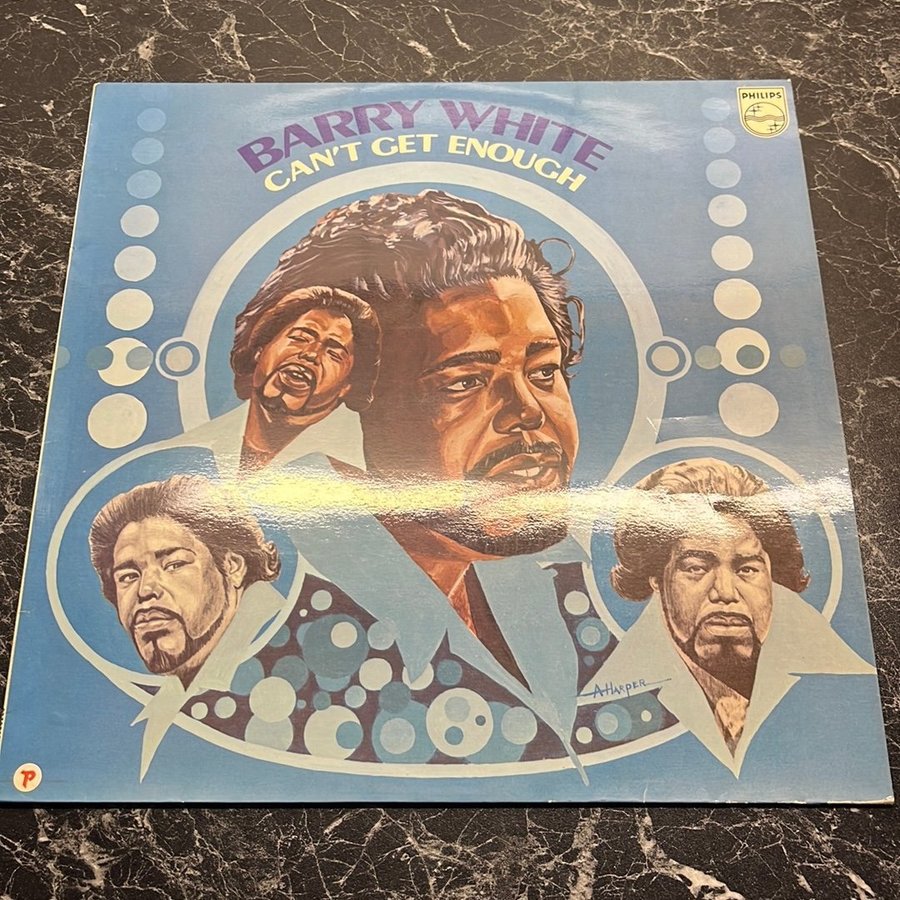 PHILIPS
BARRY WHITE
CAN'T GET ENOUGH
A-HARPER